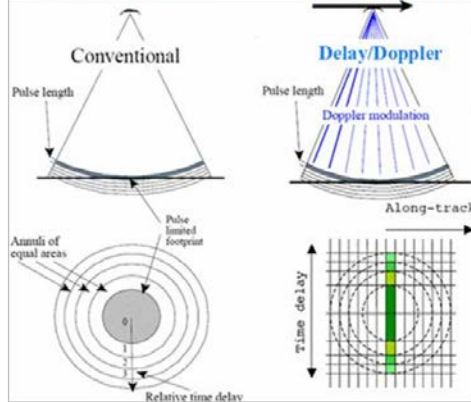 Conventional
Delay/Doppler
Pulse length
Pulse length
Doppler modulation
Along-track
Pulse
limited
footprint
Annuli of
equal areas
Time delay
Relative time delay